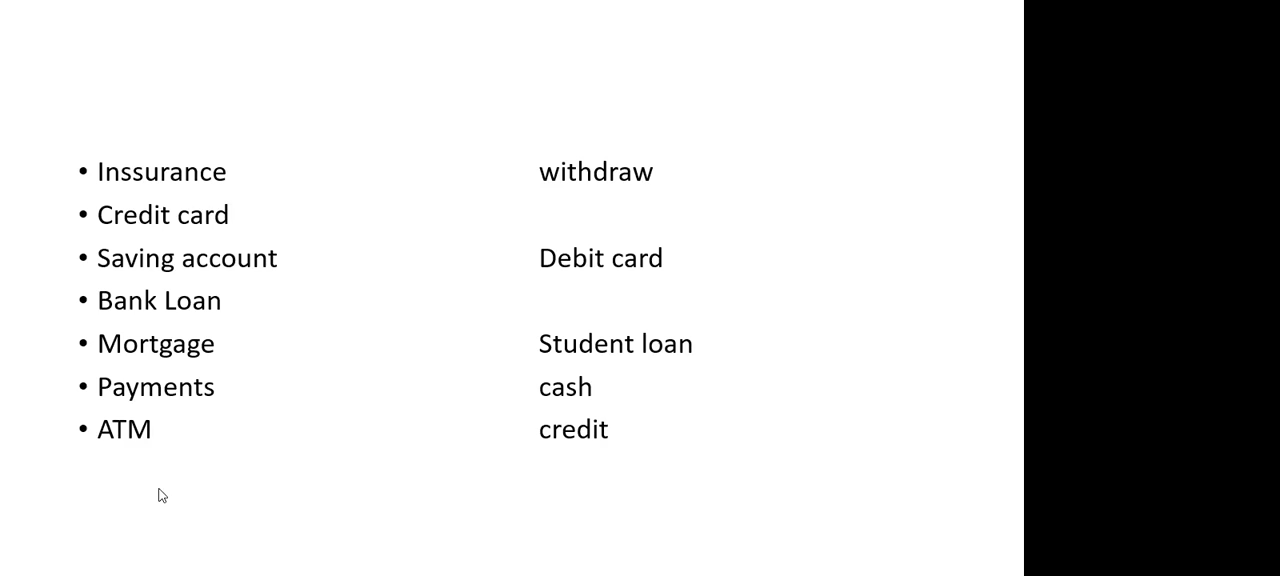 • Inssurance withdraw
• Credit card
• Saving account Debit card
• Bank Loan
• Mortgage Student loan
• Payments cash
• ATM credit